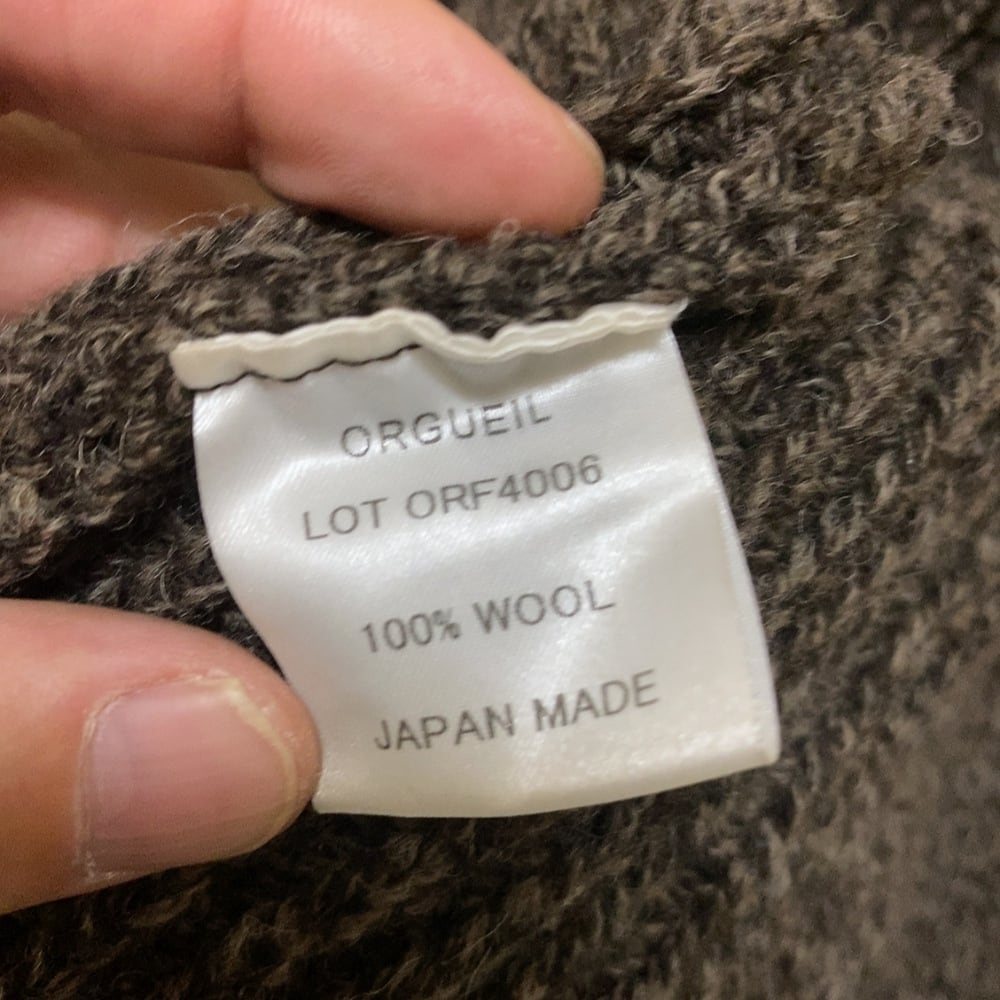 ORGUEIL
LOT ORF4006
100% WOOL
JAPAN MADE